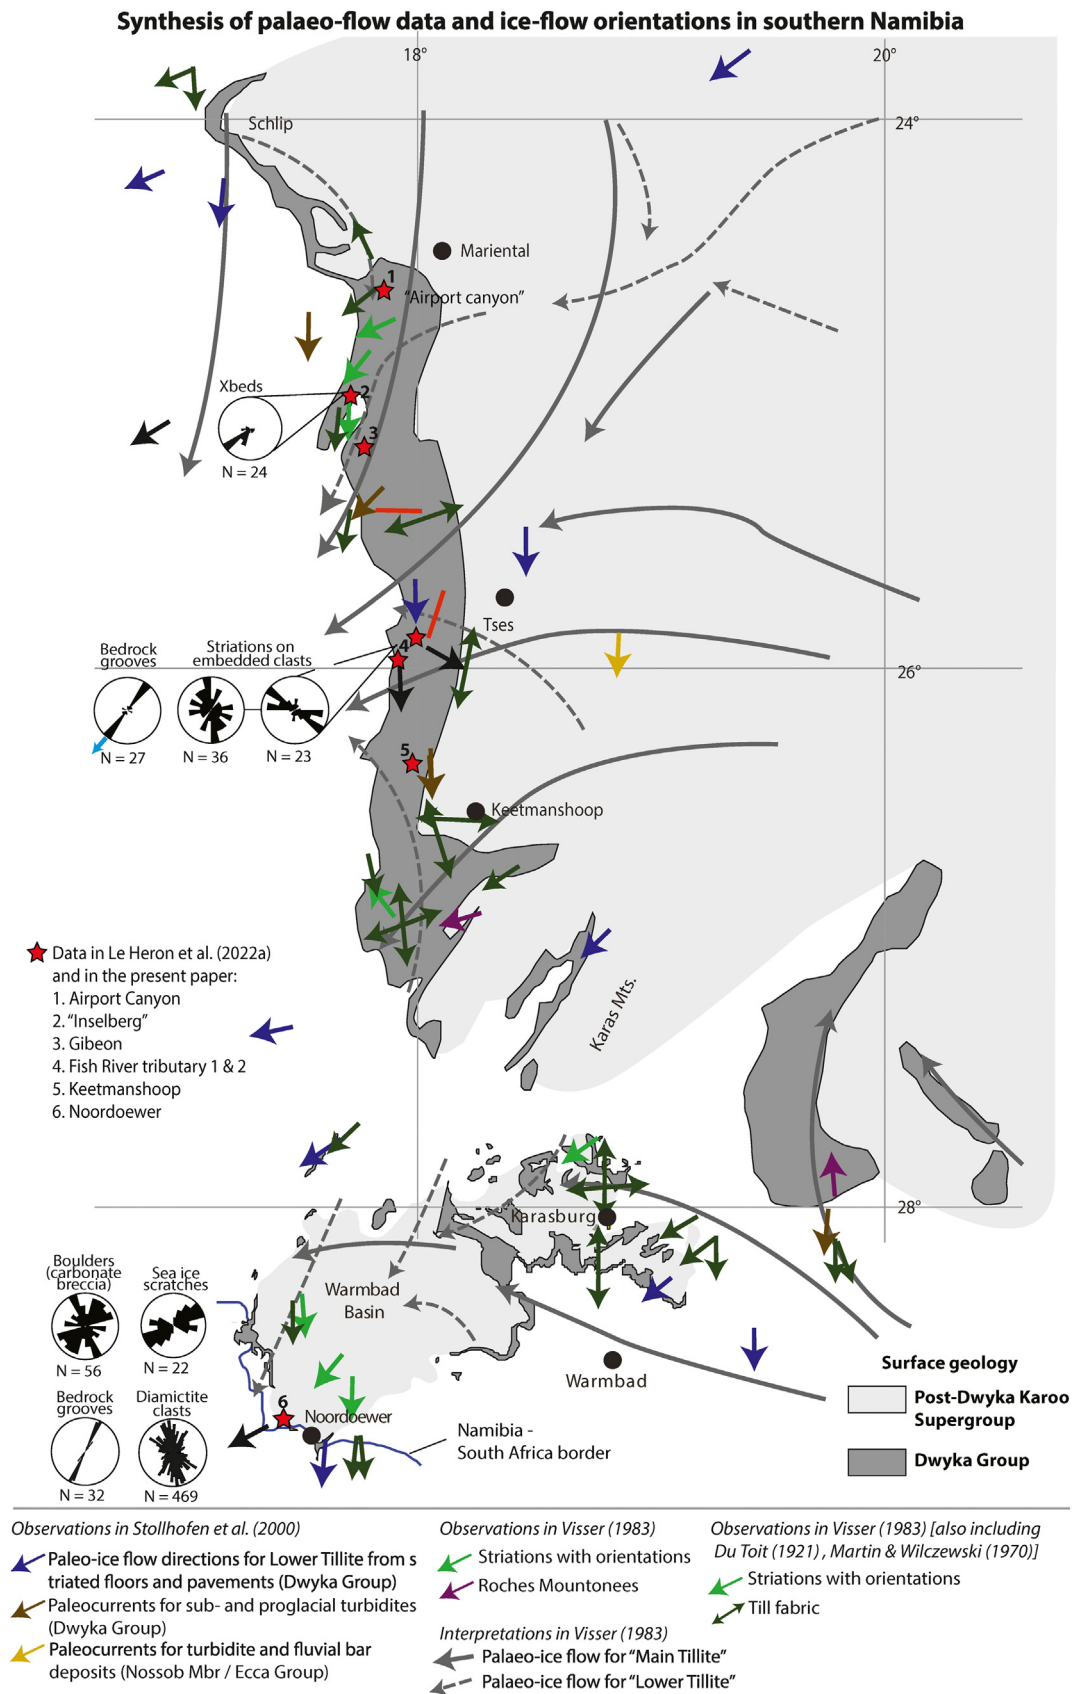 Synthesis of palaeo-flow data and ice-flow orientations in southern Namibia
18°
20°
Schlip
24°
Mariental
1
"Airport canyon"
Xbeds
2
3
N = 24
Tses
Bedrock
grooves
Striations on
embedded clasts
4
26°
N = 27
N = 36
N = 23
5
Keetmanshoop
Data in Le Heron et al. (2022a)
and in the present paper:
1. Airport Canyon
2. "Inselberg"
3. Gibeon
4. Fish River tributary 1 & 2
5. Keetmanshoop
6. Noordoewer
Karas Mts.
28°
Karasburg
Boulders
(carbonate
breccia)
Sea ice
scratches
Warmbad
Basin
N = 56
N = 22
Warmbad
Bedrock
grooves
Diamictite
clasts
6
Noordoewer
N = 32
N = 469
Namibia -
South Africa border
Surface geology
Post-Dwyka Karoo
Supergroup
Dwyka Group
Observations in Stollhofen et al. (2000)
Paleo-ice flow directions for Lower Tillite from s
triated floors and pavements (Dwyka Group)
Paleocurrents for sub- and proglacial turbidites
(Dwyka Group)
Paleocurrents for turbidite and fluvial bar
deposits (Nossob Mbr / Ecca Group)
Observations in Visser (1983)
Striations with orientations
Roches Mountonees
Interpretations in Visser (1983)
Palaeo-ice flow for "Main Tillite"
Palaeo-ice flow for "Lower Tillite"
Observations in Visser (1983) [also including
Du Toit (1921) , Martin & Wilczewski (1970)]
Striations with orientations
Till fabric